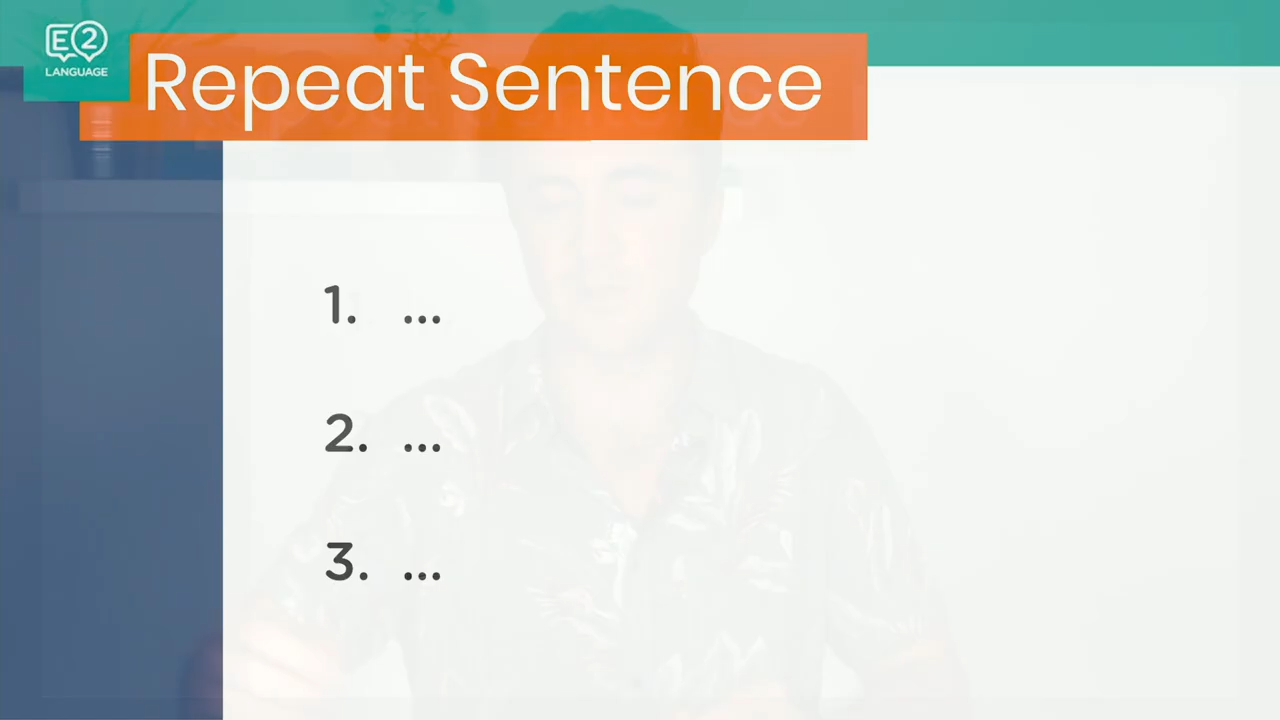 E2
LANGUAGE
Repeat Sentence
1. ...
2. ...
3. ...